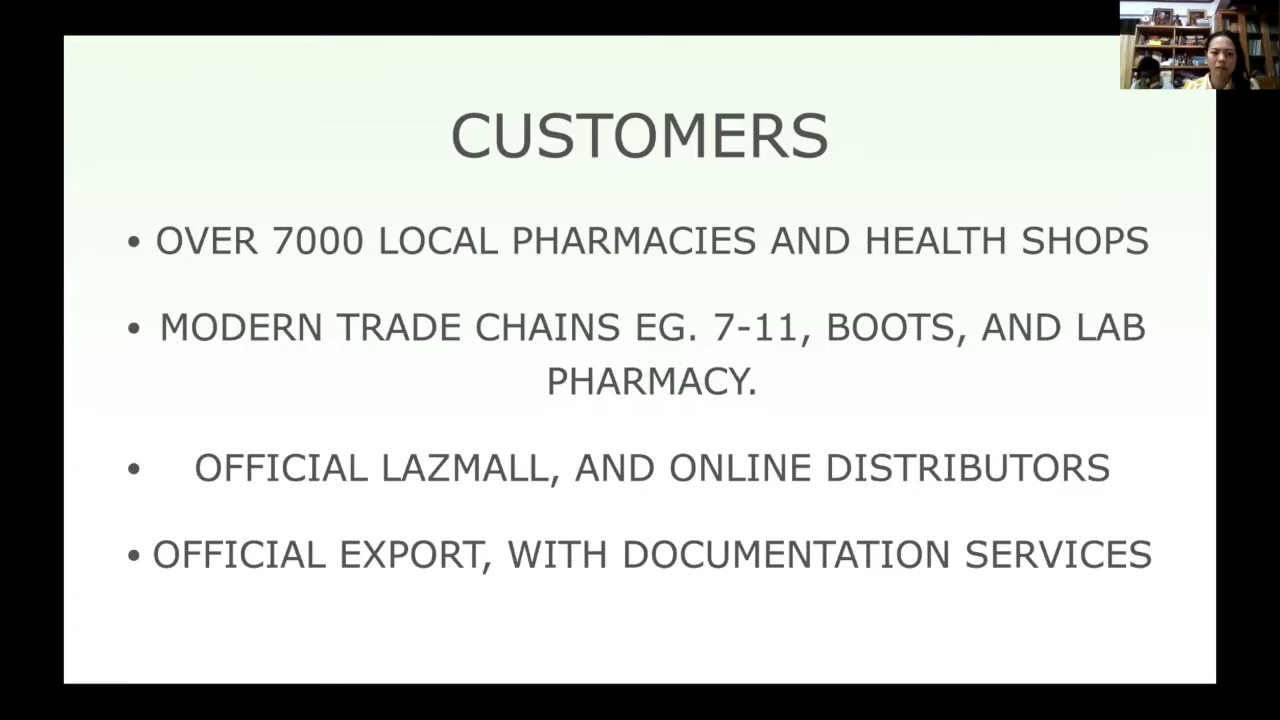 CUSTOMERS
• OVER 7000 LOCAL PHARMACIES AND HEALTH SHOPS
• MODERN TRADE CHAINS EG. 7-11, BOOTS, AND LAB
PHARMACY.
• OFFICIAL LAZMALL, AND ONLINE DISTRIBUTORS
• OFFICIAL EXPORT, WITH DOCUMENTATION SERVICES